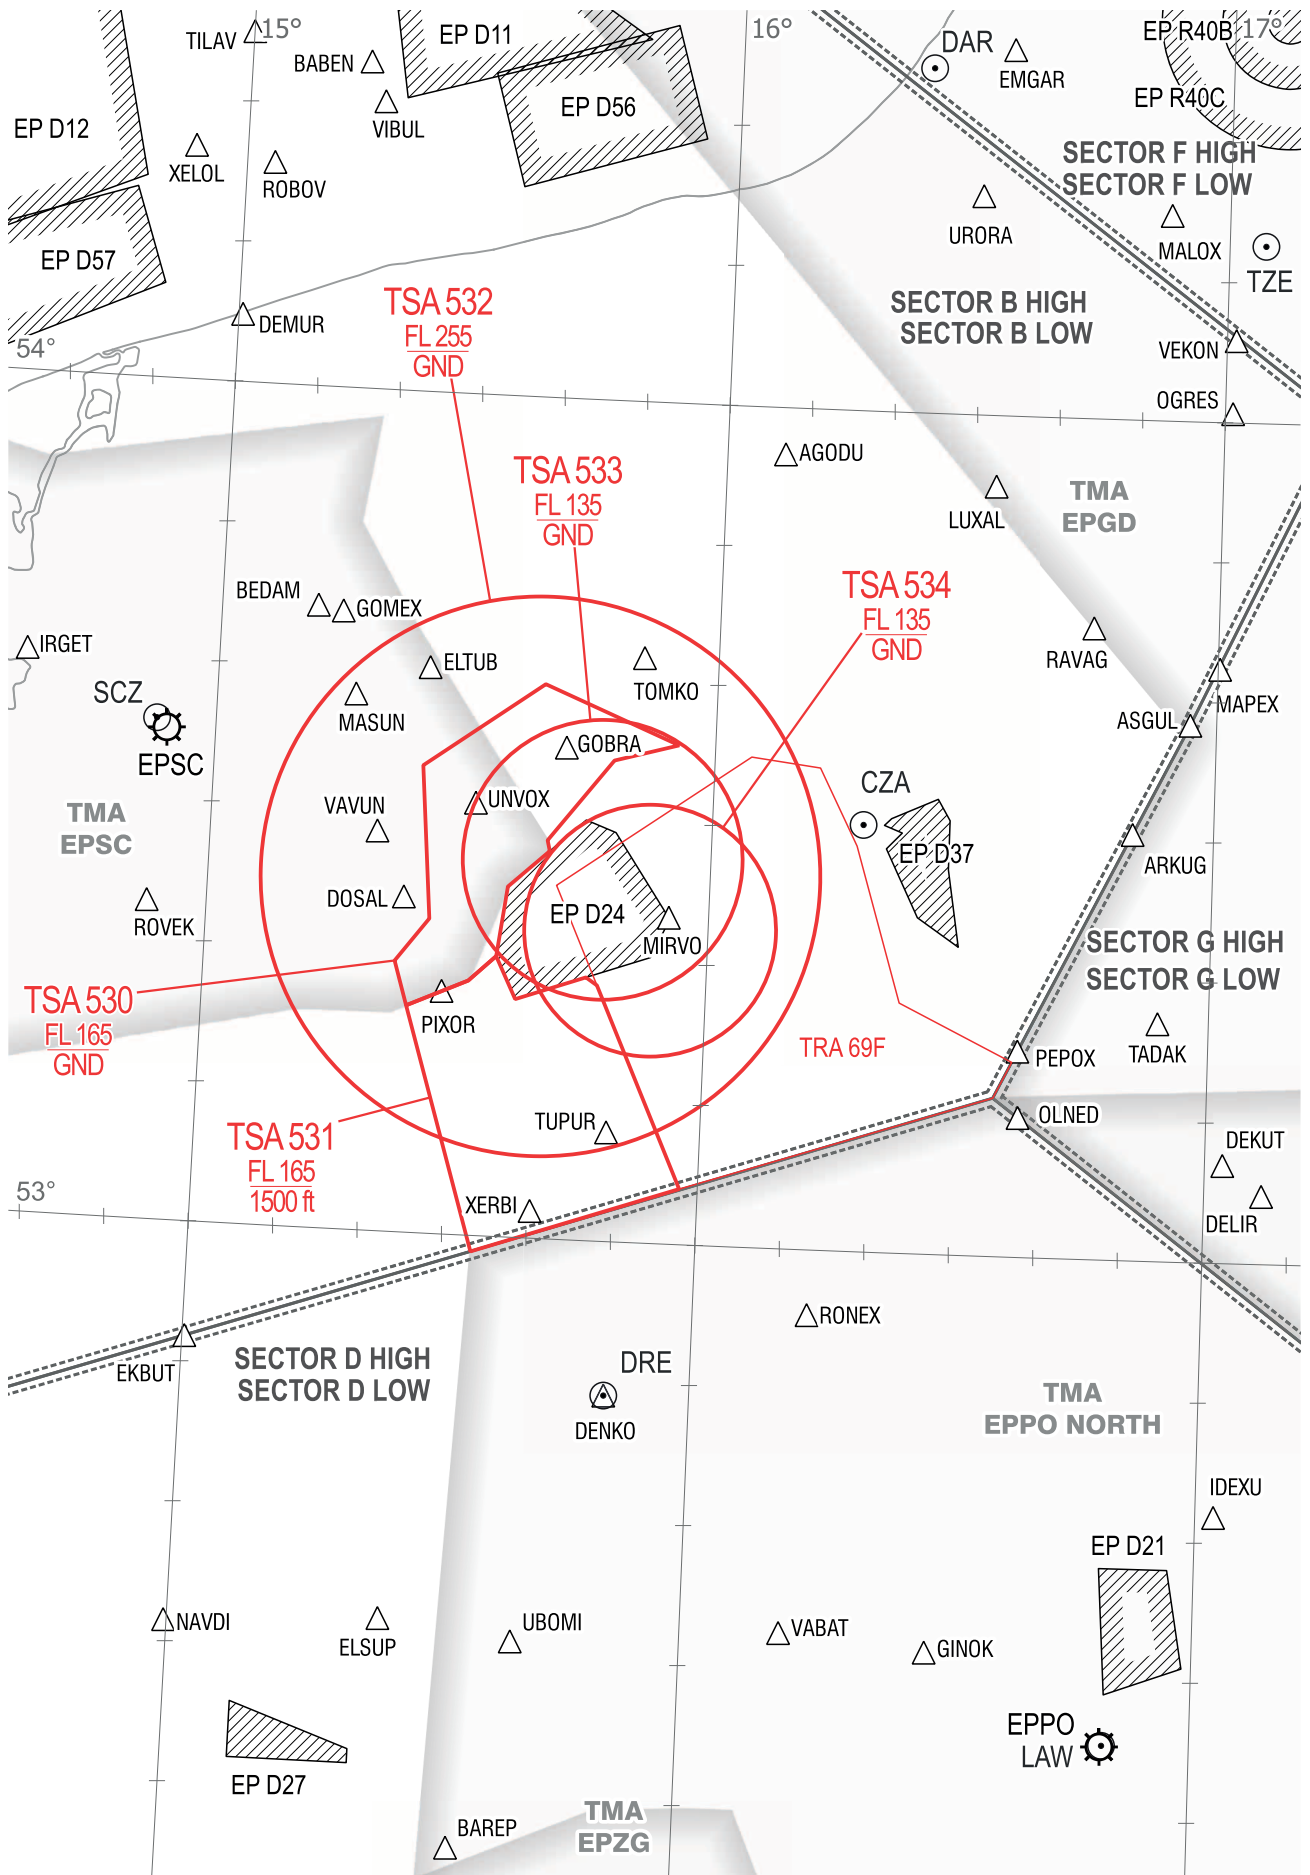 TILAV
15°
BABEN
VIBUL
EP D11
EP D56
16°
DAR
EMGAR
EP R40B
17°
EP R40C
EP D12
XELOL
ROBOV
SECTOR F HIGH
SECTOR F LOW
URORA
MALOX
TZE
EP D57
DEMUR
54°
TSA 532
FL 255
GND
SECTOR B HIGH
SECTOR B LOW
VEKON
OGRES
AGODU
TSA 533
FL 135
GND
LUXAL
TMA
EPGD
BEDAM
GOMEX
TSA 534
FL 135
GND
IRGET
ELTUB
TOMKO
RAVAG
SCZ
MASUN
MAPEX
ASGUL
EPSC
GOBRA
CZA
TMA
EPSC
VAVUN
UNVOX
EP D37
ARKUG
DOSAL
ROVEK
EP D24
MIRVO
SECTOR G HIGH
SECTOR G LOW
TSA 530
FL 165
GND
PIXOR
TRA 69F
PEPOX
TADAK
TSA 531
FL 165
1500 ft
TUPUR
OLNED
DEKUT
53°
XERBI
DELIR
RONEX
EKBUT
SECTOR D HIGH
SECTOR D LOW
DRE
DENKO
TMA
EPPO NORTH
IDEXU
EP D21
NAVDI
ELSUP
UBOMI
VABAT
GINOK
EPPO
LAW
EP D27
TMA
EPZG
BAREP